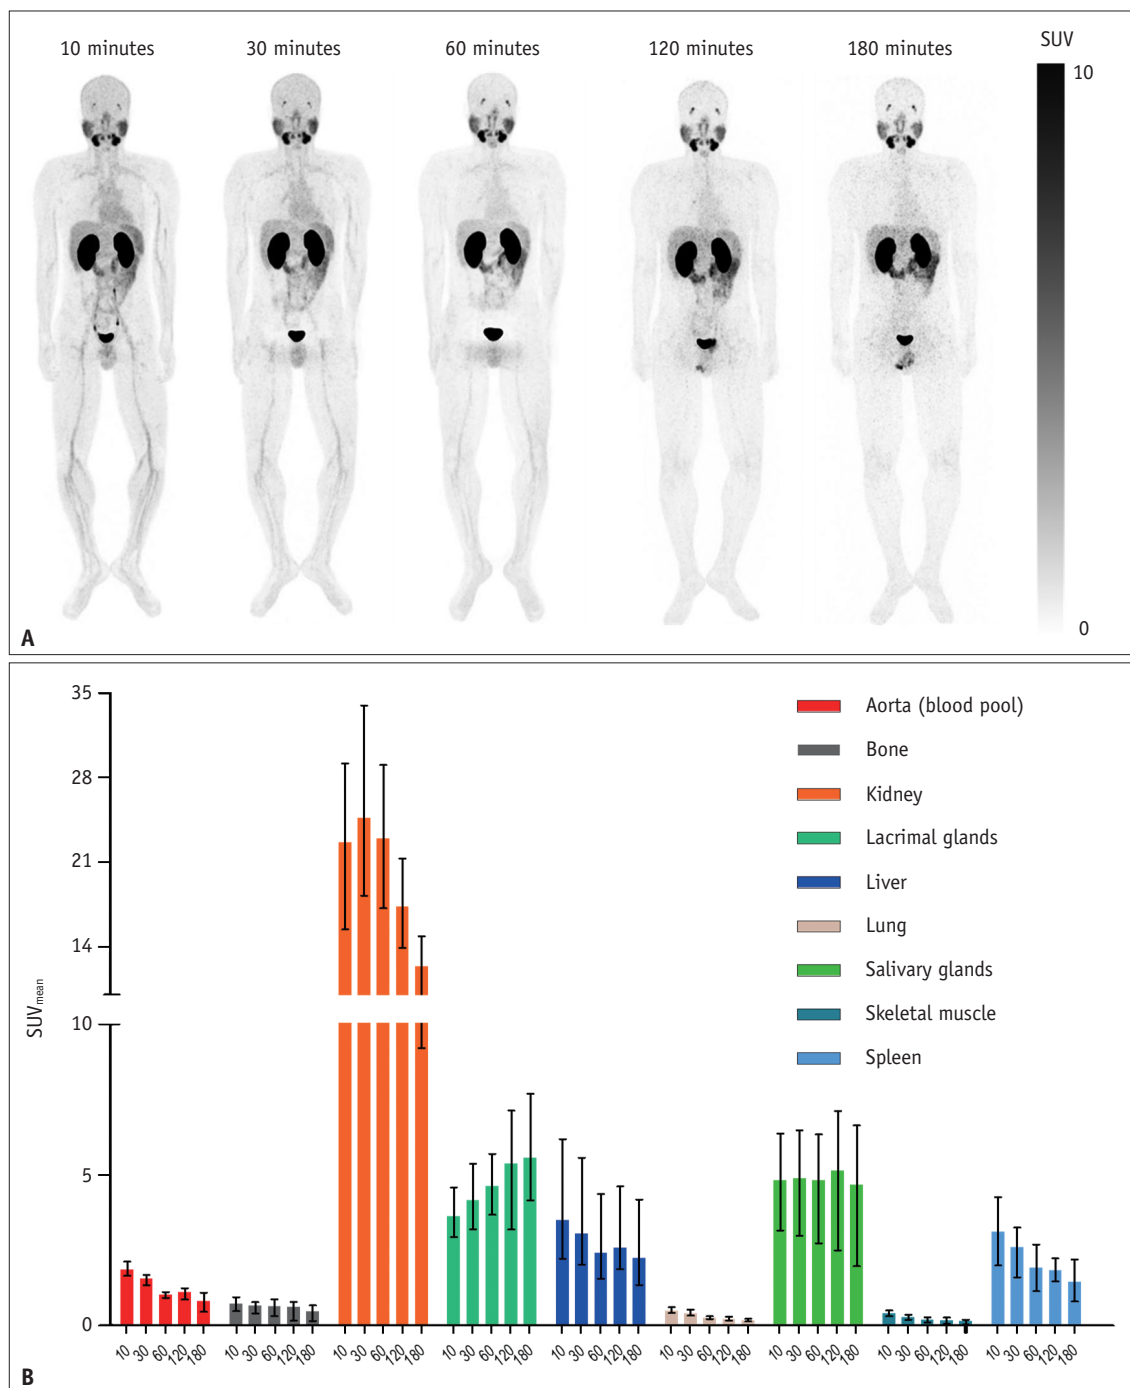 10 minutes 30 minutes 60 minutes 120 minutes 180 minutes SUV
10
0
A
35
28
21
14
10
5
0
SUVmean
Aorta (blood pool)
Bone
Kidney
Lacrimal glands
Liver
Lung
Salivary glands
Skeletal muscle
Spleen
10 30 60 120 180 10 30 60 120 180 10 30 60 120 180 10 30 60 120 180 10 30 60 120 180 10 30 60 120 180 10 30 60 120 180 10 30 60 120 180 10 30 60 120 180
B